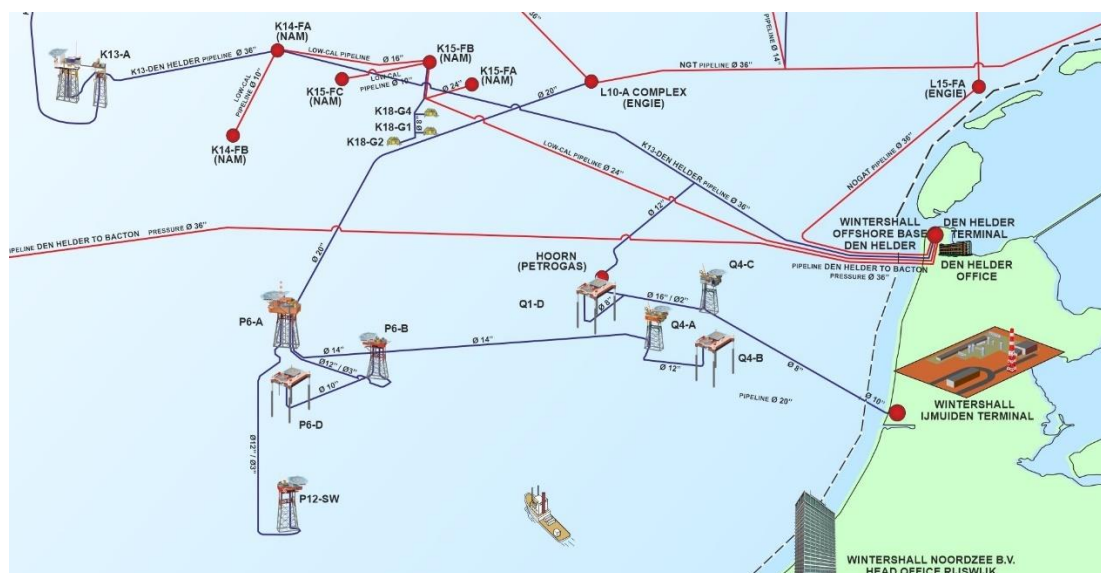 36"
K14-FA
(NAM)
K13-A
K13-DEN HELDER PIPELINE Ø 36"
LOW-CAL PIPELINE Ø 16"
K15-FB
(NAM)
K15-FA
(NAM)
LOW-CAL
PIPELINE Ø 10"
K15-FC
(NAM)
LOW-CAL
PIPELINE Ø 10"
Ø 24"
Ø 20"
NGT PIPELINE Ø 36"
Ø 14"
L10-A COMPLEX
(ENGIE)
L15-FA
(ENGIE)
K14-FB
(NAM)
K18-G4
K18-G1
K18-G2
Ø8"
LOW-CAL PIPELINE Ø 24"
K13-DEN HELDER PIPELINE Ø 36"
NOGAT PIPELINE Ø 36"
Ø 12"
PIPELINE DEN HELDER TO BACTON PRESSURE Ø 36"
WINTERSHALL
OFFSHORE BASE
DEN HELDER
DEN HELDER
TERMINAL
DEN HELDER
OFFICE
PIPELINE DEN HELDER TO BACTON
PRESSURE Ø 36"
Ø 20"
HOORN
(PETROGAS)
Q4-C
Q1-D
Ø 8"
Ø 16" / Ø2"
P6-A
P6-B
Q4-A
Q4-B
Ø 14"
Ø 14"
Ø12" / Ø3"
Ø 10"
Ø 12"
Ø 8"
P6-D
PIPELINE Ø 20"
Ø 10"
WINTERSHALL
IJMUIDEN TERMINAL
Ø12" / Ø3"
P12-SW
WINTERSHALL NOORDZEE B.V.
HEAD OFFICE RIJSWIJK